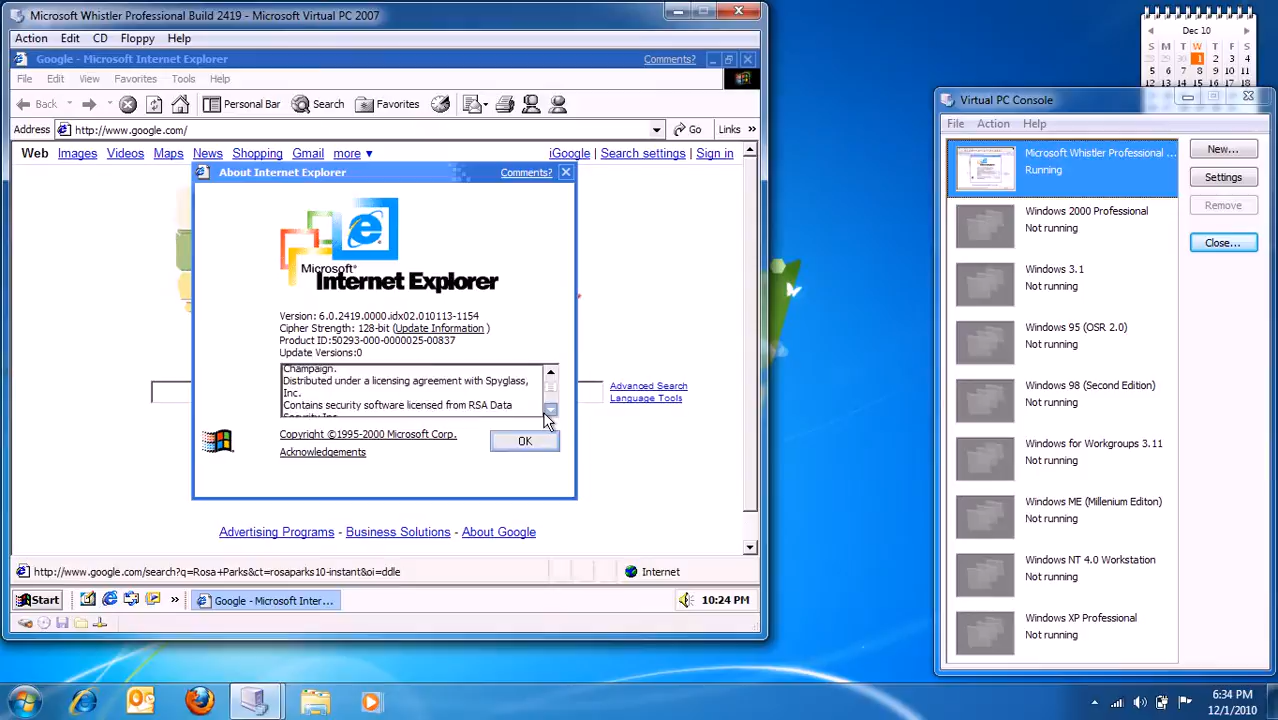 Microsoft Whistler Professional Build 2419 - Microsoft Virtual PC 2007
Action Edit CD Floppy Help
Google - Microsoft Internet Explorer Comments?
File Edit View Favorites Tools Help
Back Personal Bar Search Favorites
Address http://www.google.com/ Go Links »
Web Images Videos Maps News Shopping Gmail more ▼ iGoogle | Search settings | Sign in
About Internet Explorer Comments?
Microsoft®
Internet Explorer
Version: 6.0.2419.0000.idx02.010113-1154
Cipher Strength: 128-bit (Update Information )
Product ID:50293-000-0000025-00837
Update Versions:0
Champaign.
Distributed under a licensing agreement with Spyglass,
Inc.
Contains security software licensed from RSA Data
Security Inc.
Copyright ©1995-2000 Microsoft Corp.
Acknowledgements
OK
Advanced Search
Language Tools
Advertising Programs - Business Solutions - About Google
http://www.google.com/search?q=Rosa+Parks&ct=rosaparks10-instant&oi=ddle Internet
Start » Google - Microsoft Inter... 10:24 PM
Dec 10
S M T W T F S
28 29 30 1 2 3 4
5 6 7 8 9 10 11
12 13 14 15 16 17 18
Virtual PC Console
File Action Help
Microsoft Whistler Professional ...
Running
Windows 2000 Professional
Not running
Windows 3.1
Not running
Windows 95 (OSR 2.0)
Not running
Windows 98 (Second Edition)
Not running
Windows for Workgroups 3.11
Not running
Windows ME (Millenium Editon)
Not running
Windows NT 4.0 Workstation
Not running
Windows XP Professional
Not running
New...
Settings
Remove
Close...
6:34 PM
12/1/2010